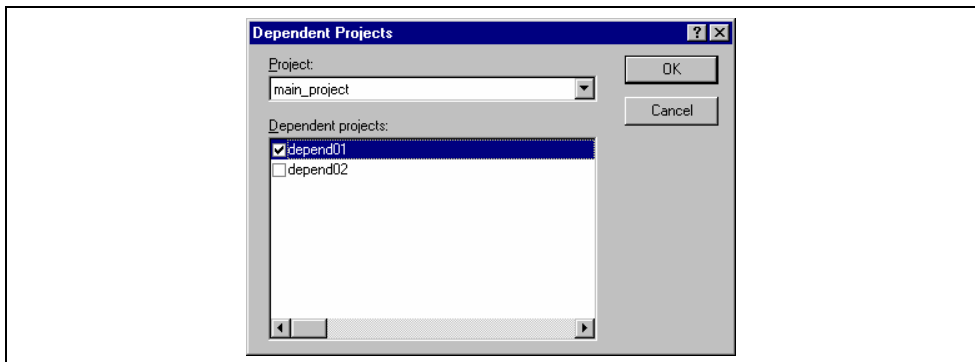 Dependent Projects
Project:
OK
main_project
Cancel
Dependent projects:
depend01
depend02